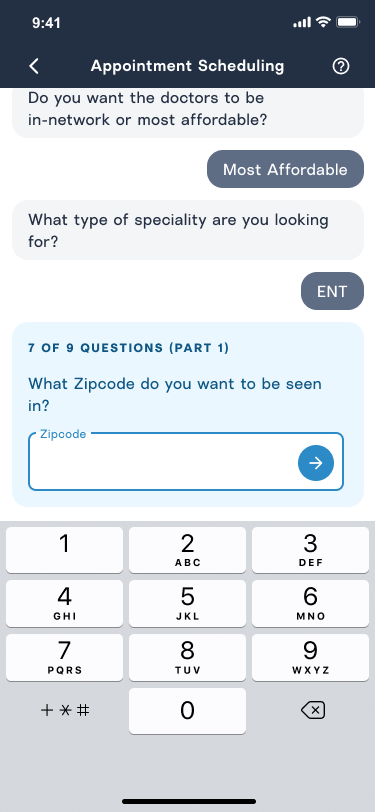 9:41
Appointment Scheduling
Do you want the doctors to be
in-network or most affordable?
Most Affordable
What type of speciality are you looking
for?
ENT
7 OF 9 QUESTIONS (PART 1)
What Zipcode do you want to be seen
in?
Zipcode
1
2
ABC
3
DEF
4
GHI
5
JKL
6
MNO
7
PQRS
8
TUV
9
WXYZ
+*#
0